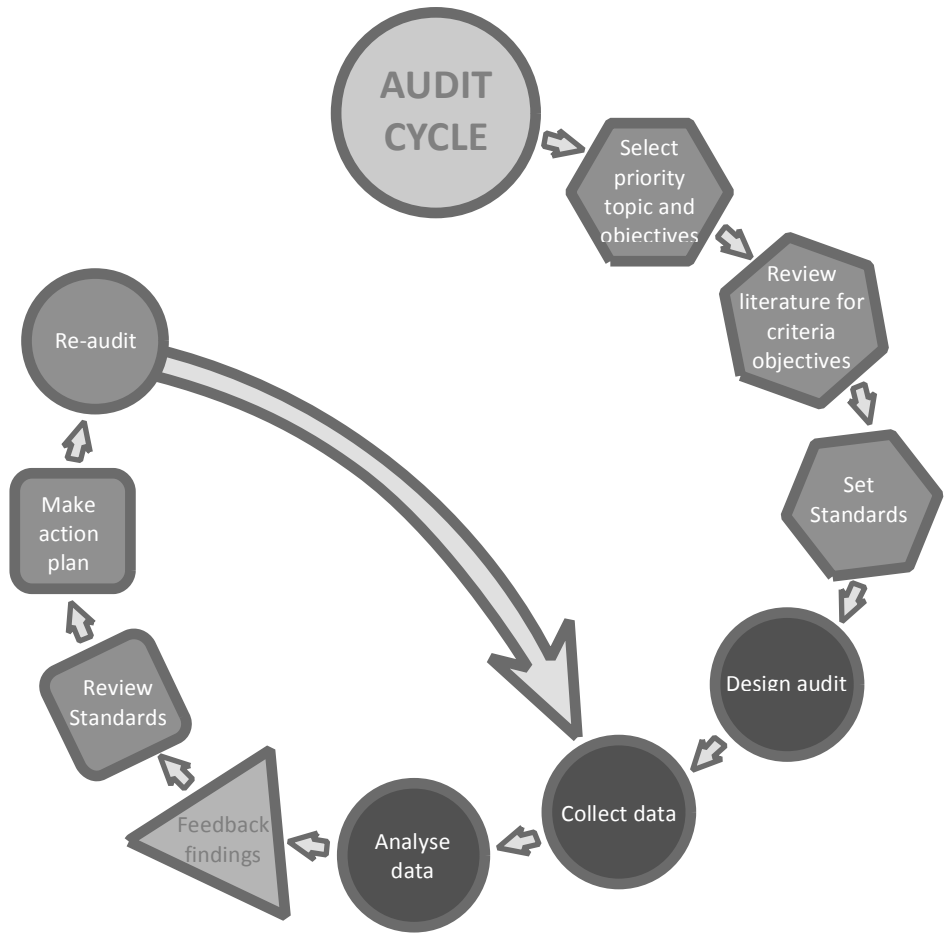 AUDIT
CYCLE
Select
priority
topic and
objectives
Review
literature for
criteria
objectives
Set
Standards
Design audit
Collect data
Analyse
data
Feedback
findings
Review
Standards
Make
action
plan
Re-audit